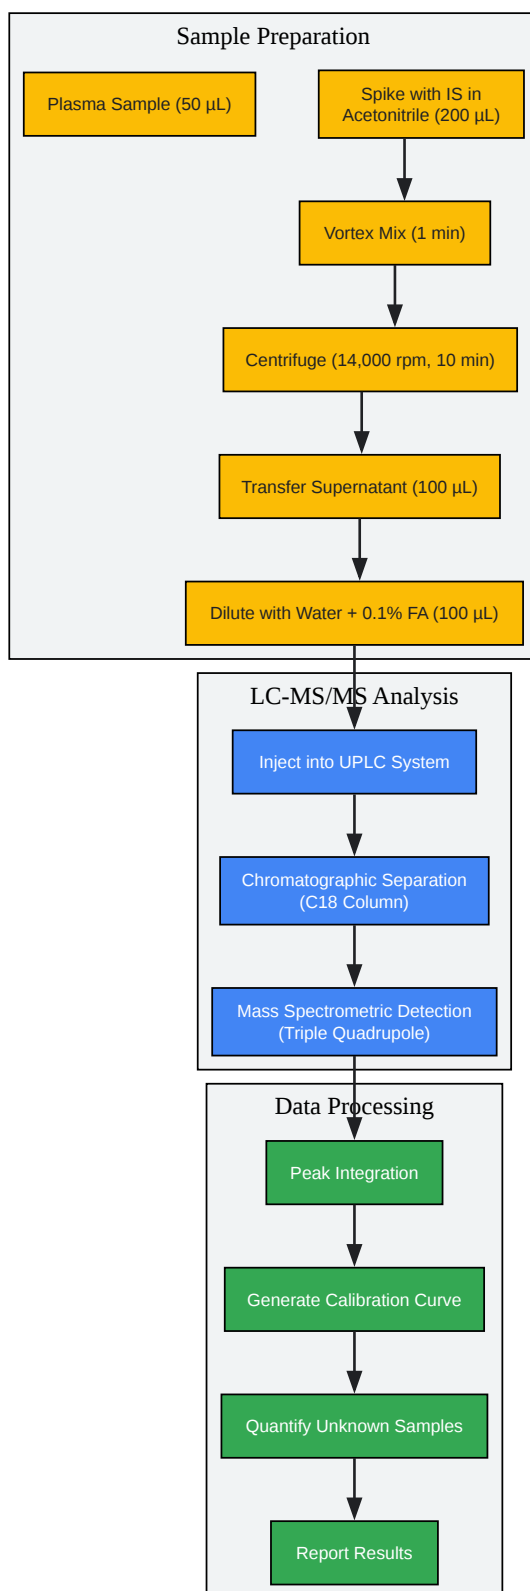 Sample Preparation
Plasma Sample (50 µL)
Spike with IS in
Acetonitrile (200 µL)
Vortex Mix (1 min)
Centrifuge (14,000 rpm, 10 min)
Transfer Supernatant (100 µL)
Dilute with Water + 0.1% FA (100 µL)
LC-MS/MS Analysis
Inject into UPLC System
Chromatographic Separation
(C18 Column)
Mass Spectrometric Detection
(Triple Quadrupole)
Data Processing
Peak Integration
Generate Calibration Curve
Quantify Unknown Samples
Report Results